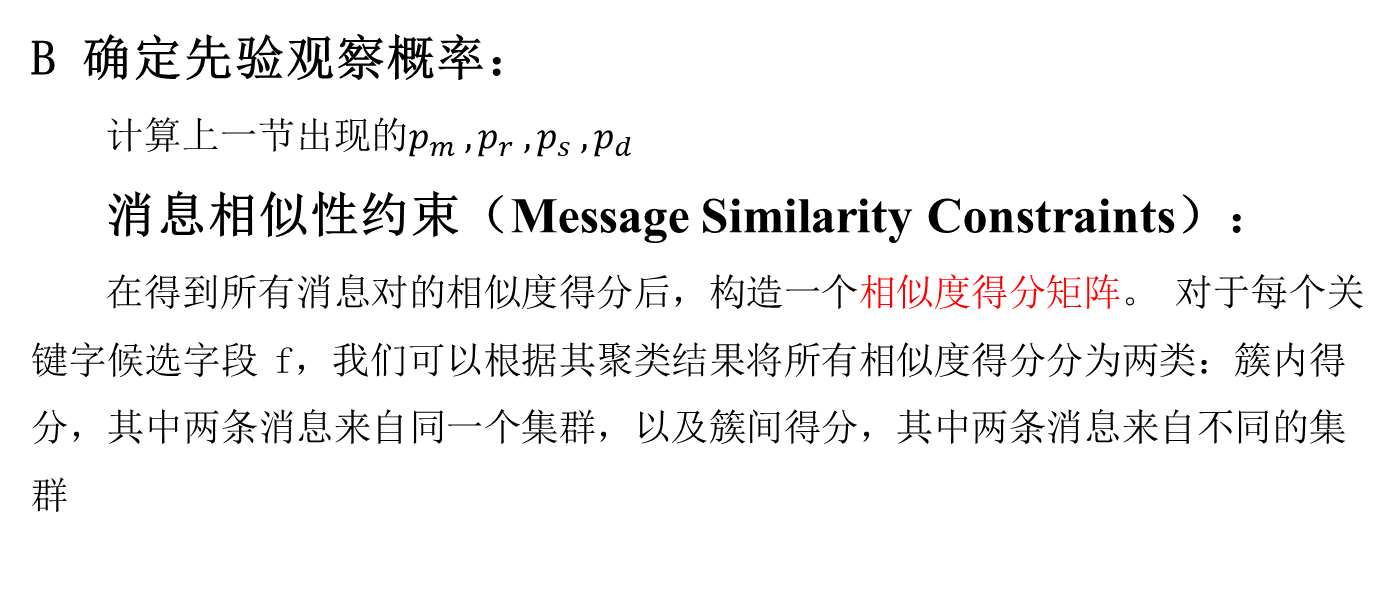 B 确定先验观察概率：
计算上一节出现的𝑝𝑚 ,𝑝𝑟 ,𝑝𝑠 ,𝑝𝑑
消息相似性约束（Message Similarity Constraints）：
在得到所有消息对的相似度得分后，构造一个相似度得分矩阵。 对于每个关
键字候选字段 f，我们可以根据其聚类结果将所有相似度得分分为两类：簇内得
分，其中两条消息来自同一个集群，以及簇间得分，其中两条消息来自不同的集
群